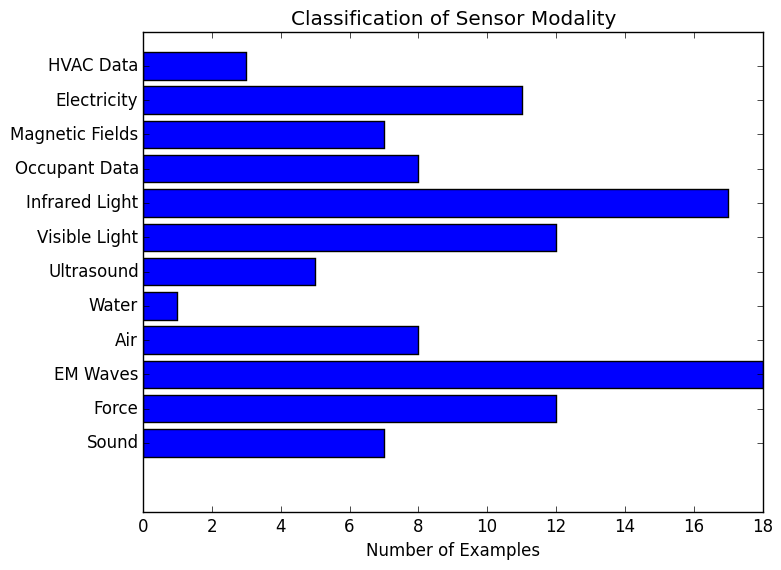 Classification of Sensor Modality
HVAC Data
Electricity
Magnetic Fields
Occupant Data
Infrared Light
Visible Light
Ultrasound
Water
Air
EM Waves
Force
Sound
0 2 4 6 8 10 12 14 16 18
Number of Examples